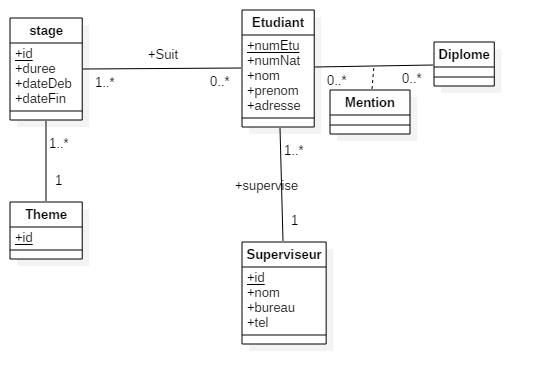 stage
+id
+duree
+dateDeb
+dateFin
+Suit
1..*
0..*
Etudiant
+numEtu
+numNat
+nom
+prenom
+adresse
0..*
0..*
Diplome
Mention
1..*
1
Theme
+id
1..*
+supervise
1
Superviseur
+id
+nom
+bureau
+tel